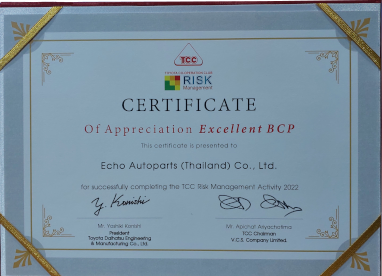 TCC
RISK
Management
CERTIFICATE
Of Appreciation Excellent BCP
This certificate is presented to
Echo Autoparts (Thailand) Co., Ltd.
for successfully completing the TCC Risk Management Activity 2022
Y. Konishi
Mr. Yoshiki Konishi
Mr. Apichat
President
TCC Chairman
Toyota Daihatsu Engineering
V.C.S. Company Limited.
& Manufacturing Co., Ltd.